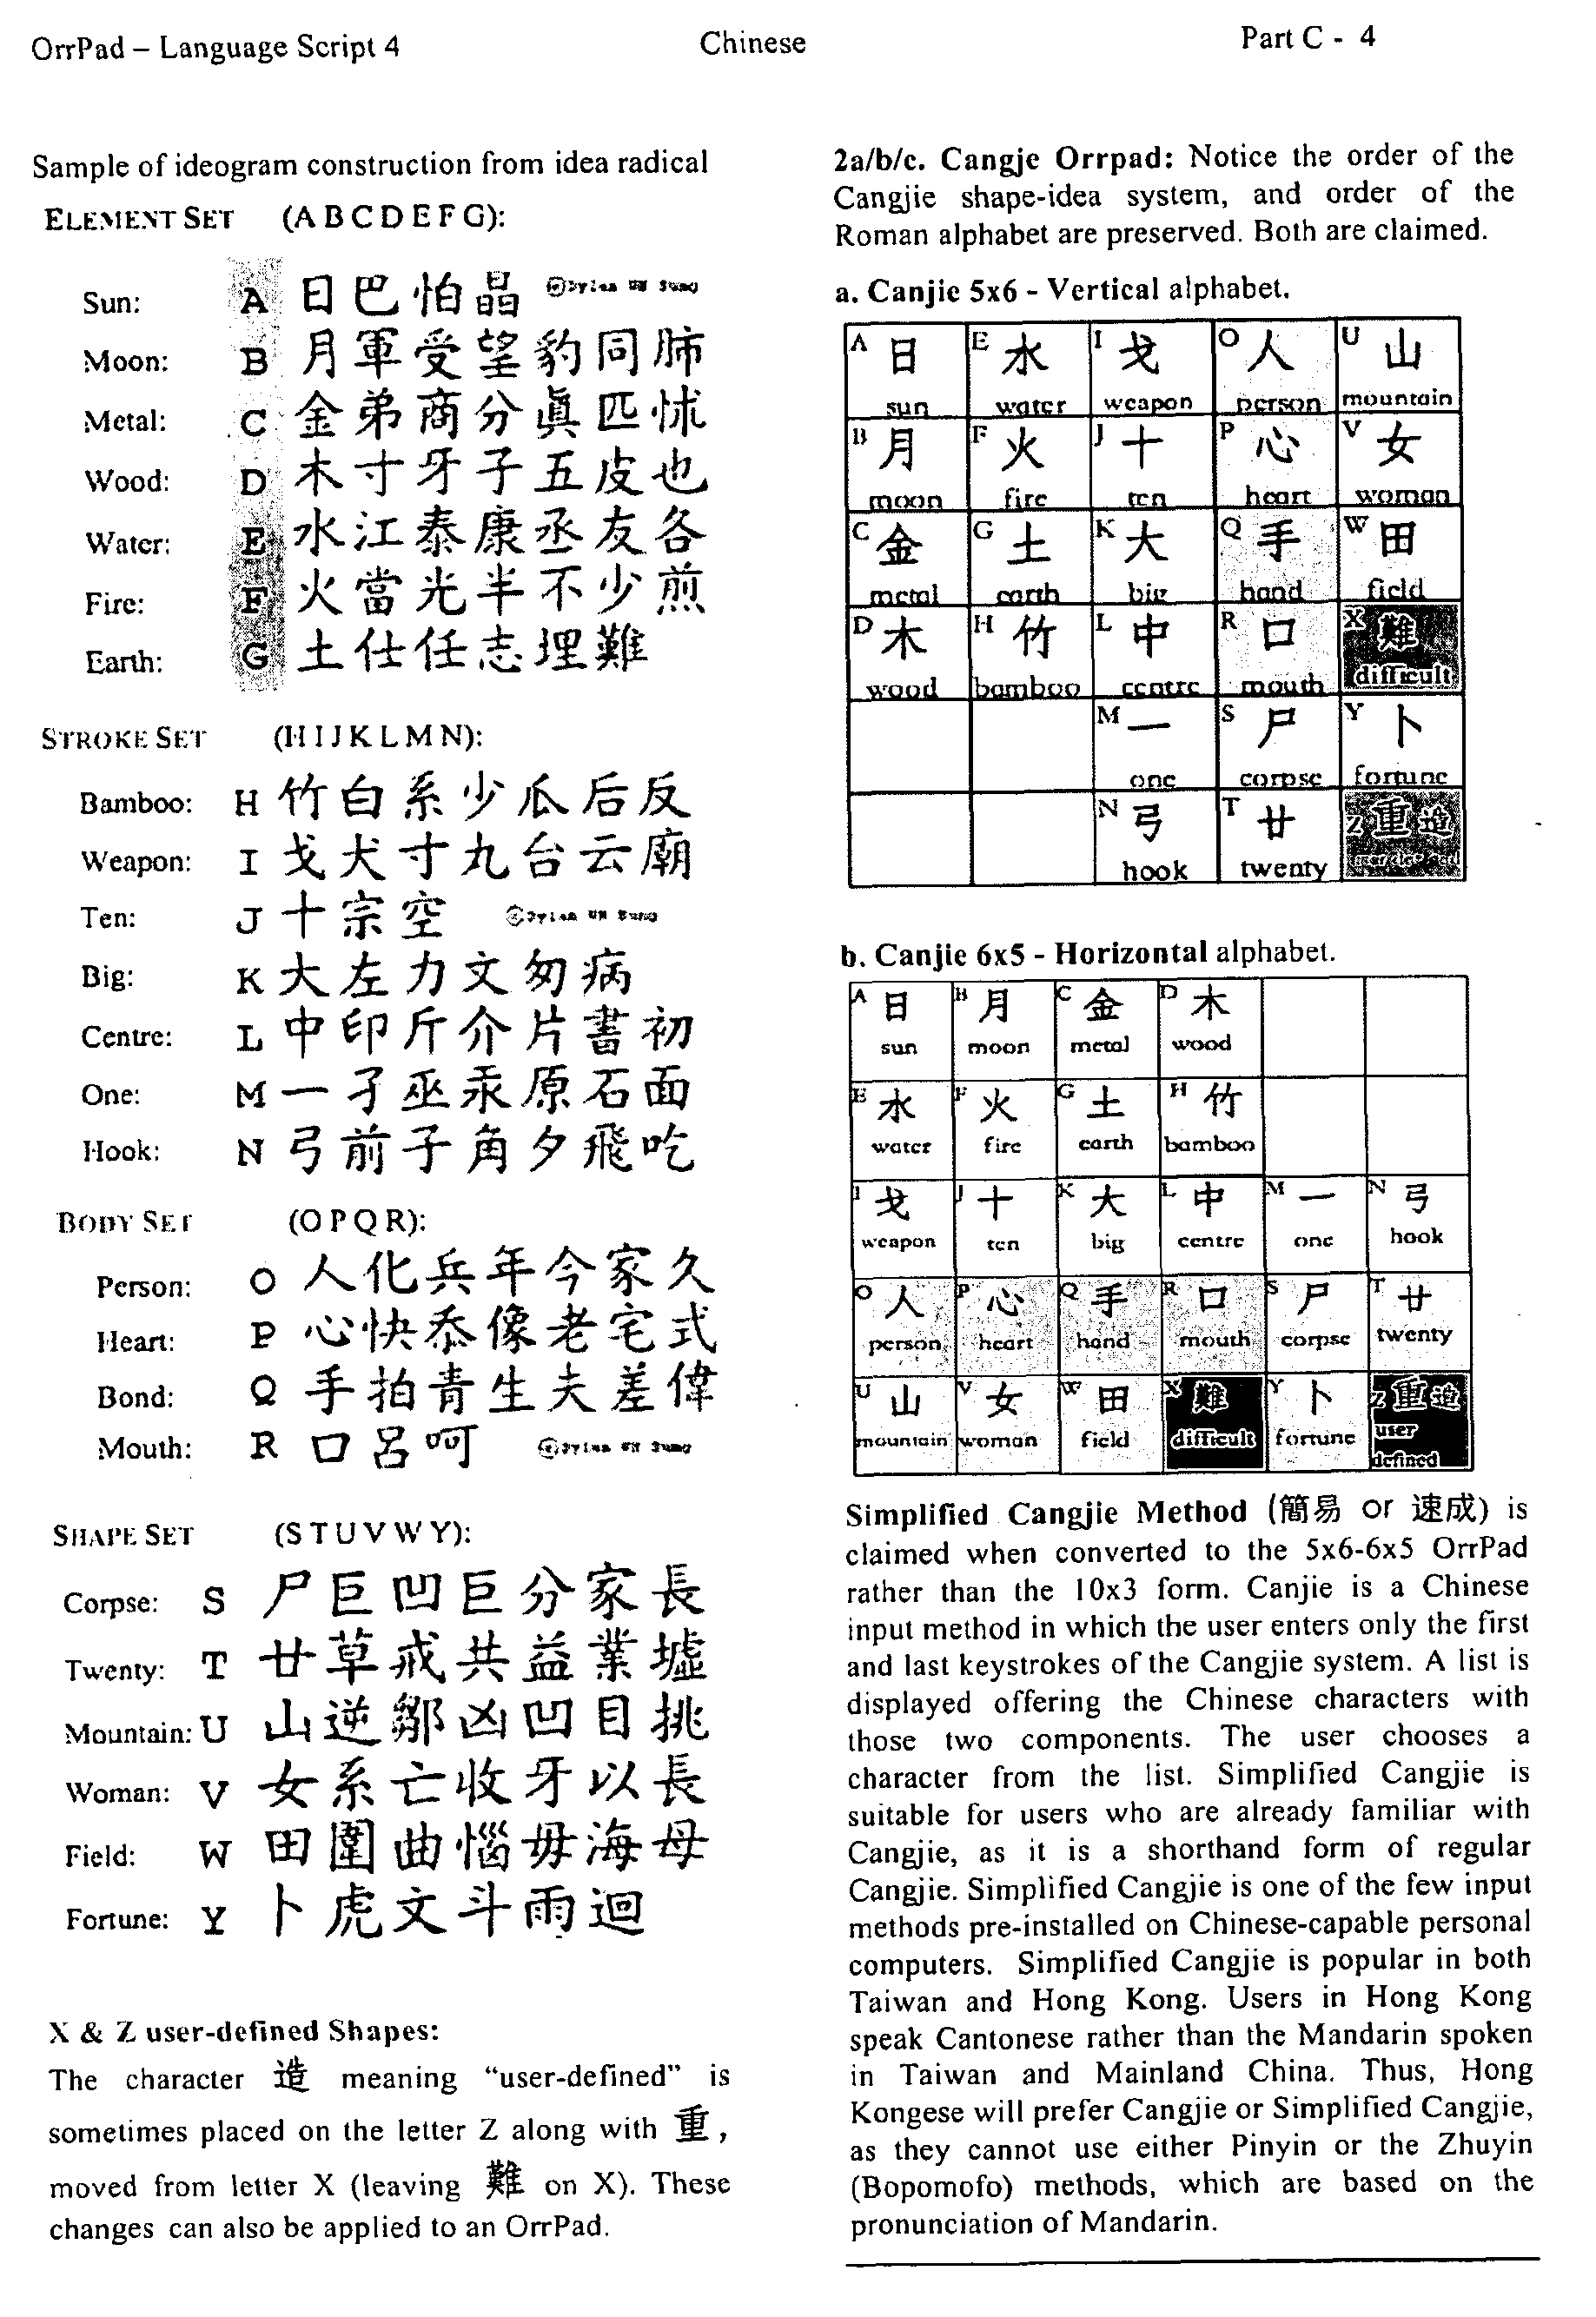 OrrPad – Language Script 4
Chinese
Part C - 4
Sample of ideogram construction from idea radical
ELEMENT SET (A B C D E F G):
Sun: A 日 巴 怕 晶
Moon: B 月 軍 受 望 豹 同 肺
Metal: C 金 弟 商 分 眞 匹 怵
Wood: D 木 寸 牙 子 五 皮 也
Water: E 水 江 泰 康 丞 友 各
Fire: F 火 當 光 半 不 少 煎
Earth: G 土 仕 任 志 埋 難
STROKE SET (H I J K L M N):
Bamboo: H 竹 白 系 少 瓜 后 反
Weapon: I 戈 犬 寸 丸 台 云 廟
Ten: J 十 宗 空
Big: K 大 左 力 文 匆 病
Centre: L 中 印 斤 介 片 書 初
One: M 一 孑 巫 汞 原 石 面
Hook: N 弓 前 子 角 夕 飛 吃
BODY SET (O P Q R):
Person: O 人 化 兵 年 今 家 久
Heart: P 心 快 忝 像 老 宅 式
Bond: Q 手 拍 青 生 夫 差 偉
Mouth: R 口 呂 呵
SHAPE SET (S T U V W Y):
Corpse: S 尸 巨 凹 巨 分 家 長
Twenty: T 廿 草 戒 共 益 業 墟
Mountain: U 山 逆 鄒 凶 凹 目 挑
Woman: V 女 系 亡 收 牙 以 長
Field: W 田 圍 曲 惱 毋 海 母
Fortune: Y 卜 虎 文 斗 雨 迴
X & Z user-defined Shapes:
The character 造 meaning “user-defined” is
sometimes placed on the letter Z along with 重,
moved from letter X (leaving 難 on X). These
changes can also be applied to an OrrPad.
2a/b/c. Cangje Orrpad: Notice the order of the
Cangjie shape-idea system, and order of the
Roman alphabet are preserved. Both are claimed.
a. Canjie 5x6 - Vertical alphabet.
A 日 E 水 I 戈 O 人 U 山
sun water weapon person mountain
B 月 F 火 J 十 P 心 V 女
moon fire ten heart woman
C 金 G 土 K 大 Q 手 W 田
metal earth big hand field
D 木 H 竹 L 中 R 口 X 難
wood bamboo centre mouth difficult
M 一 S 尸 Y 卜
one corpse fortune
N 弓 T 廿 Z 重 造
hook twenty
b. Canjie 6x5 - Horizontal alphabet.
A 日 B 月 C 金 D 木
sun moon metal wood
E 水 F 火 G 土 H 竹
water fire earth bamboo
I 戈 J 十 K 大 L 中 M 一 N 弓
weapon ten big centre one hook
O 人 P 心 Q 手 R 口 S 尸 T 廿
person heart hand mouth corpse twenty
U 山 V 女 W 田 X 難 Y 卜 Z 重 造
mountain woman field difficult fortune user defined
Simplified Cangjie Method (簡易 or 速成) is
claimed when converted to the 5x6-6x5 OrrPad
rather than the 10x3 form. Canjie is a Chinese
input method in which the user enters only the first
and last keystrokes of the Cangjie system. A list is
displayed offering the Chinese characters with
those two components. The user chooses a
character from the list. Simplified Cangjie is
suitable for users who are already familiar with
Cangjie, as it is a shorthand form of regular
Cangjie. Simplified Cangjie is one of the few input
methods pre-installed on Chinese-capable personal
computers. Simplified Cangjie is popular in both
Taiwan and Hong Kong. Users in Hong Kong
speak Cantonese rather than the Mandarin spoken
in Taiwan and Mainland China. Thus, Hong
Kongese will prefer Cangjie or Simplified Cangjie,
as they cannot use either Pinyin or the Zhuyin
(Bopomofo) methods, which are based on the
pronunciation of Mandarin.